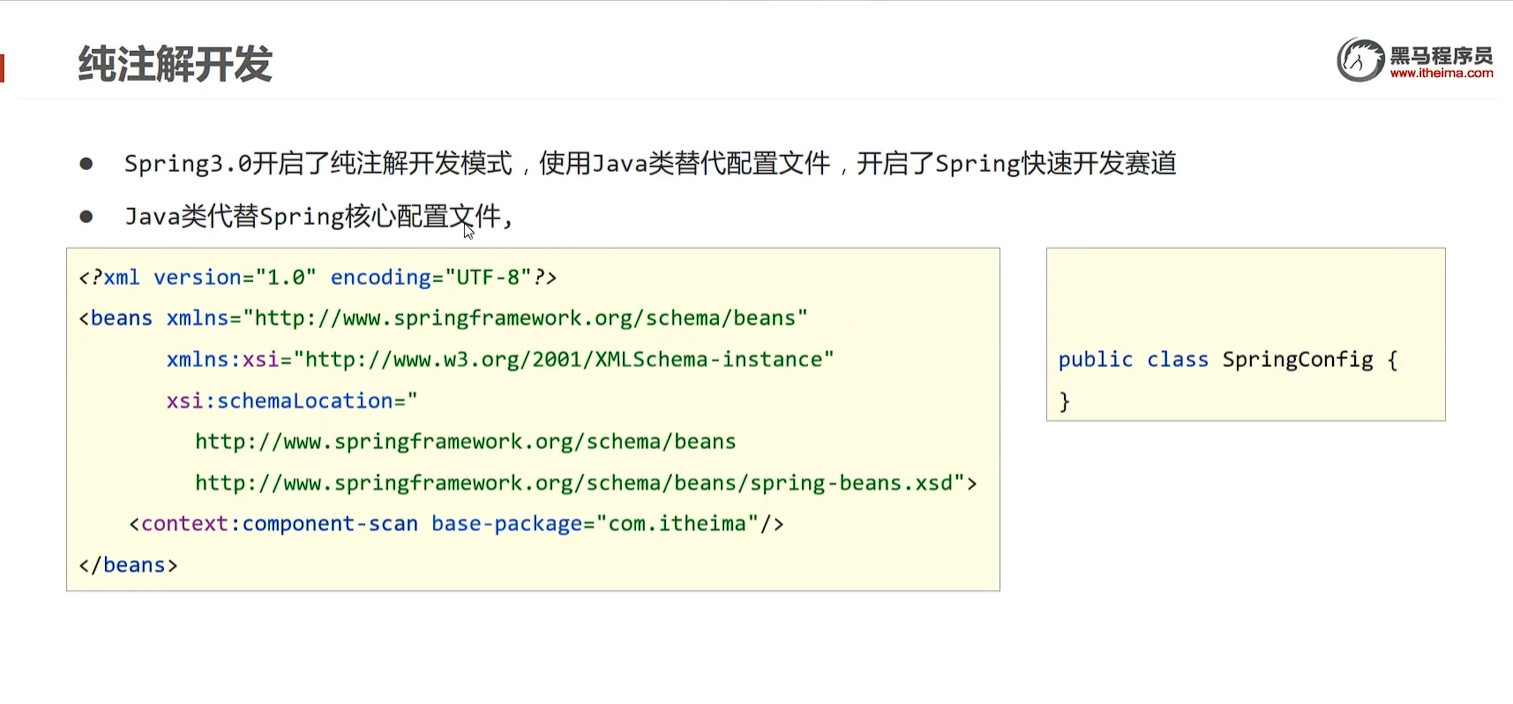 纯注解开发
黑马程序员
www.itheima.com
● Spring3.0开启了纯注解开发模式，使用Java类替代配置文件，开启了Spring快速开发赛道
● Java类代替Spring核心配置文件,
<?xml version="1.0" encoding="UTF-8"?>
<beans xmlns="http://www.springframework.org/schema/beans"
xmlns:xsi="http://www.w3.org/2001/XMLSchema-instance"
xsi:schemaLocation="
http://www.springframework.org/schema/beans
http://www.springframework.org/schema/beans/spring-beans.xsd">
<context:component-scan base-package="com.itheima"/>
</beans>
public class SpringConfig {
}